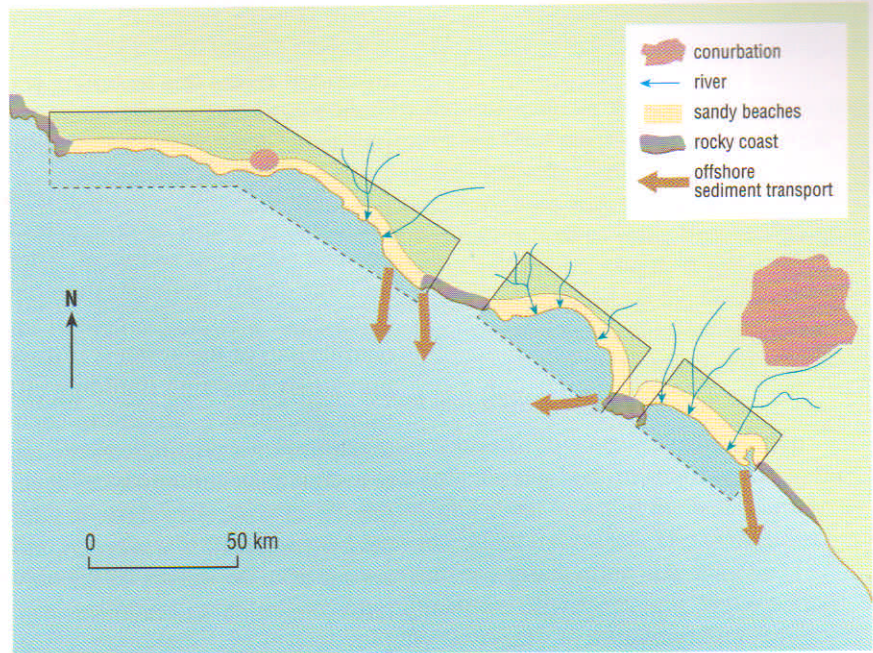 conurbation
river
sandy beaches
rocky coast
offshore
sediment transport
N
0 50 km